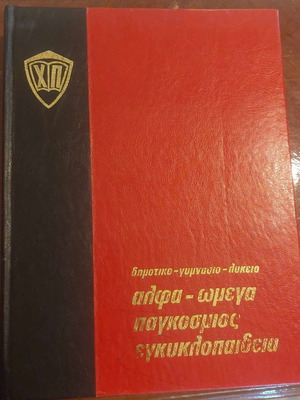 ΧΠ
δημοτικο-γυμνασιο-λυκειο
αλφα-ωμεγα
παγκοσμιος
εγκυκλοπαιδεια